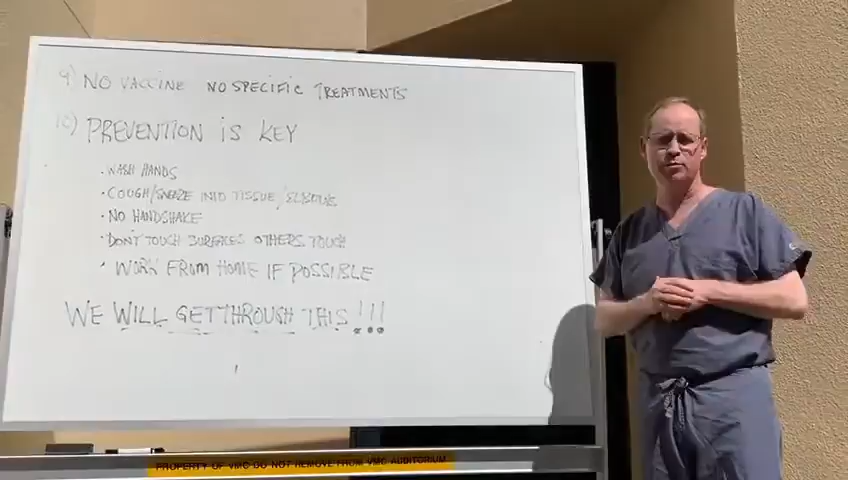 9) NO VACCINE NO SPECIFIC TREATMENTS
10) PREVENTION IS KEY
· WASH HANDS
· COUGH/SNEEZE INTO TISSUE/ELBOWS
· NO HANDSHAKE
· DON'T TOUCH SURFACES OTHERS TOUCH
· WORK FROM HOME IF POSSIBLE
WE WILL GET THROUGH THIS!!!
PROPERTY OF VMC DO NOT REMOVE FROM VMC AUDITORIUM